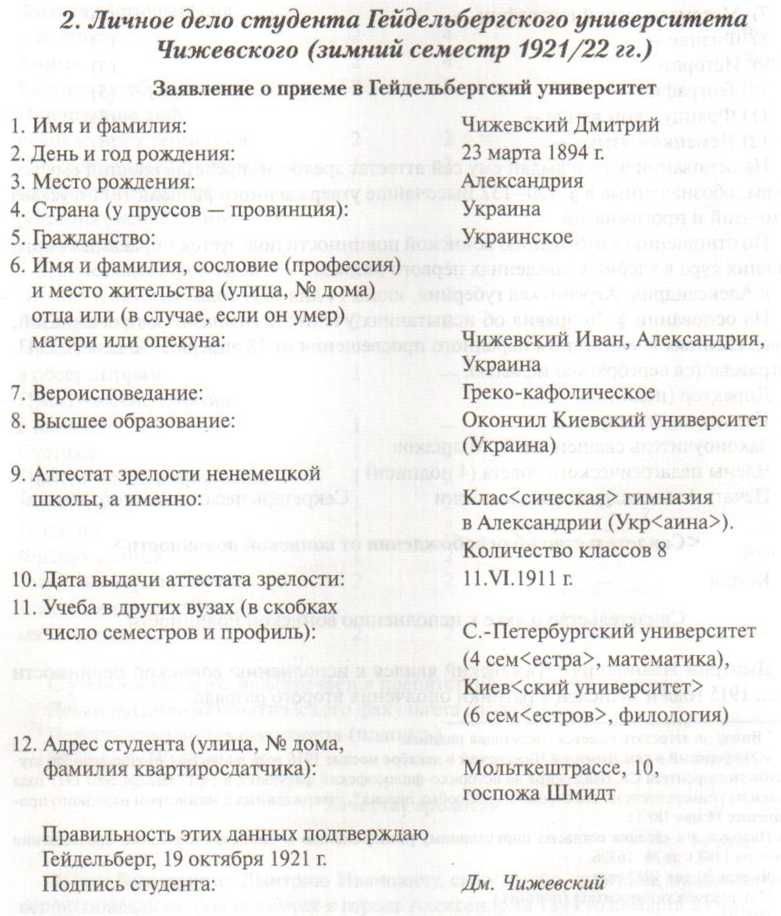 2. Личное дело студента Гейдельбергского университета
Чижевского (зимний семестр 1921/22 гг.)
Заявление о приеме в Гейдельбергский университет
1. Имя и фамилия: Чижевский Дмитрий
2. День и год рождения: 23 марта 1894 г.
3. Место рождения: Александрия
4. Страна (у пруссов — провинция): Украина
5. Гражданство: Украинское
6. Имя и фамилия, сословие (профессия)
и место жительства (улица, № дома)
отца или (в случае, если он умер)
матери или опекуна: Чижевский Иван, Александрия,
Украина
7. Вероисповедание: Греко-кафолическое
8. Высшее образование: Окончил Киевский университет
(Украина)
9. Аттестат зрелости ненемецкой
школы, а именно: Клас<сическая> гимназия
в Александрии (Укр<аина>).
Количество классов 8
10. Дата выдачи аттестата зрелости: 11.VI.1911 г.
11. Учеба в других вузах (в скобках
число семестров и профиль): С.-Петербургский университет
(4 сем<естра>, математика),
Киев<ский университет>
(6 сем<естров>, филология)
12. Адрес студента (улица, № дома,
фамилия квартиросдатчика): Мольткештрассе, 10,
госпожа Шмидт
Правильность этих данных подтверждаю
Гейдельберг, 19 октября 1921 г.
Подпись студента: Дм. Чижевский